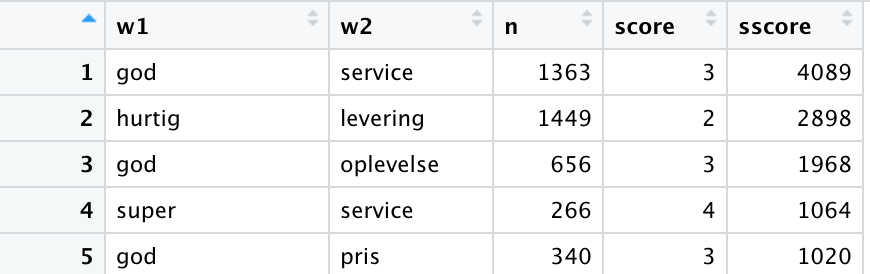 w1 w2 n score sscore
1 god service 1363 3 4089
2 hurtig levering 1449 2 2898
3 god oplevelse 656 3 1968
4 super service 266 4 1064
5 god pris 340 3 1020